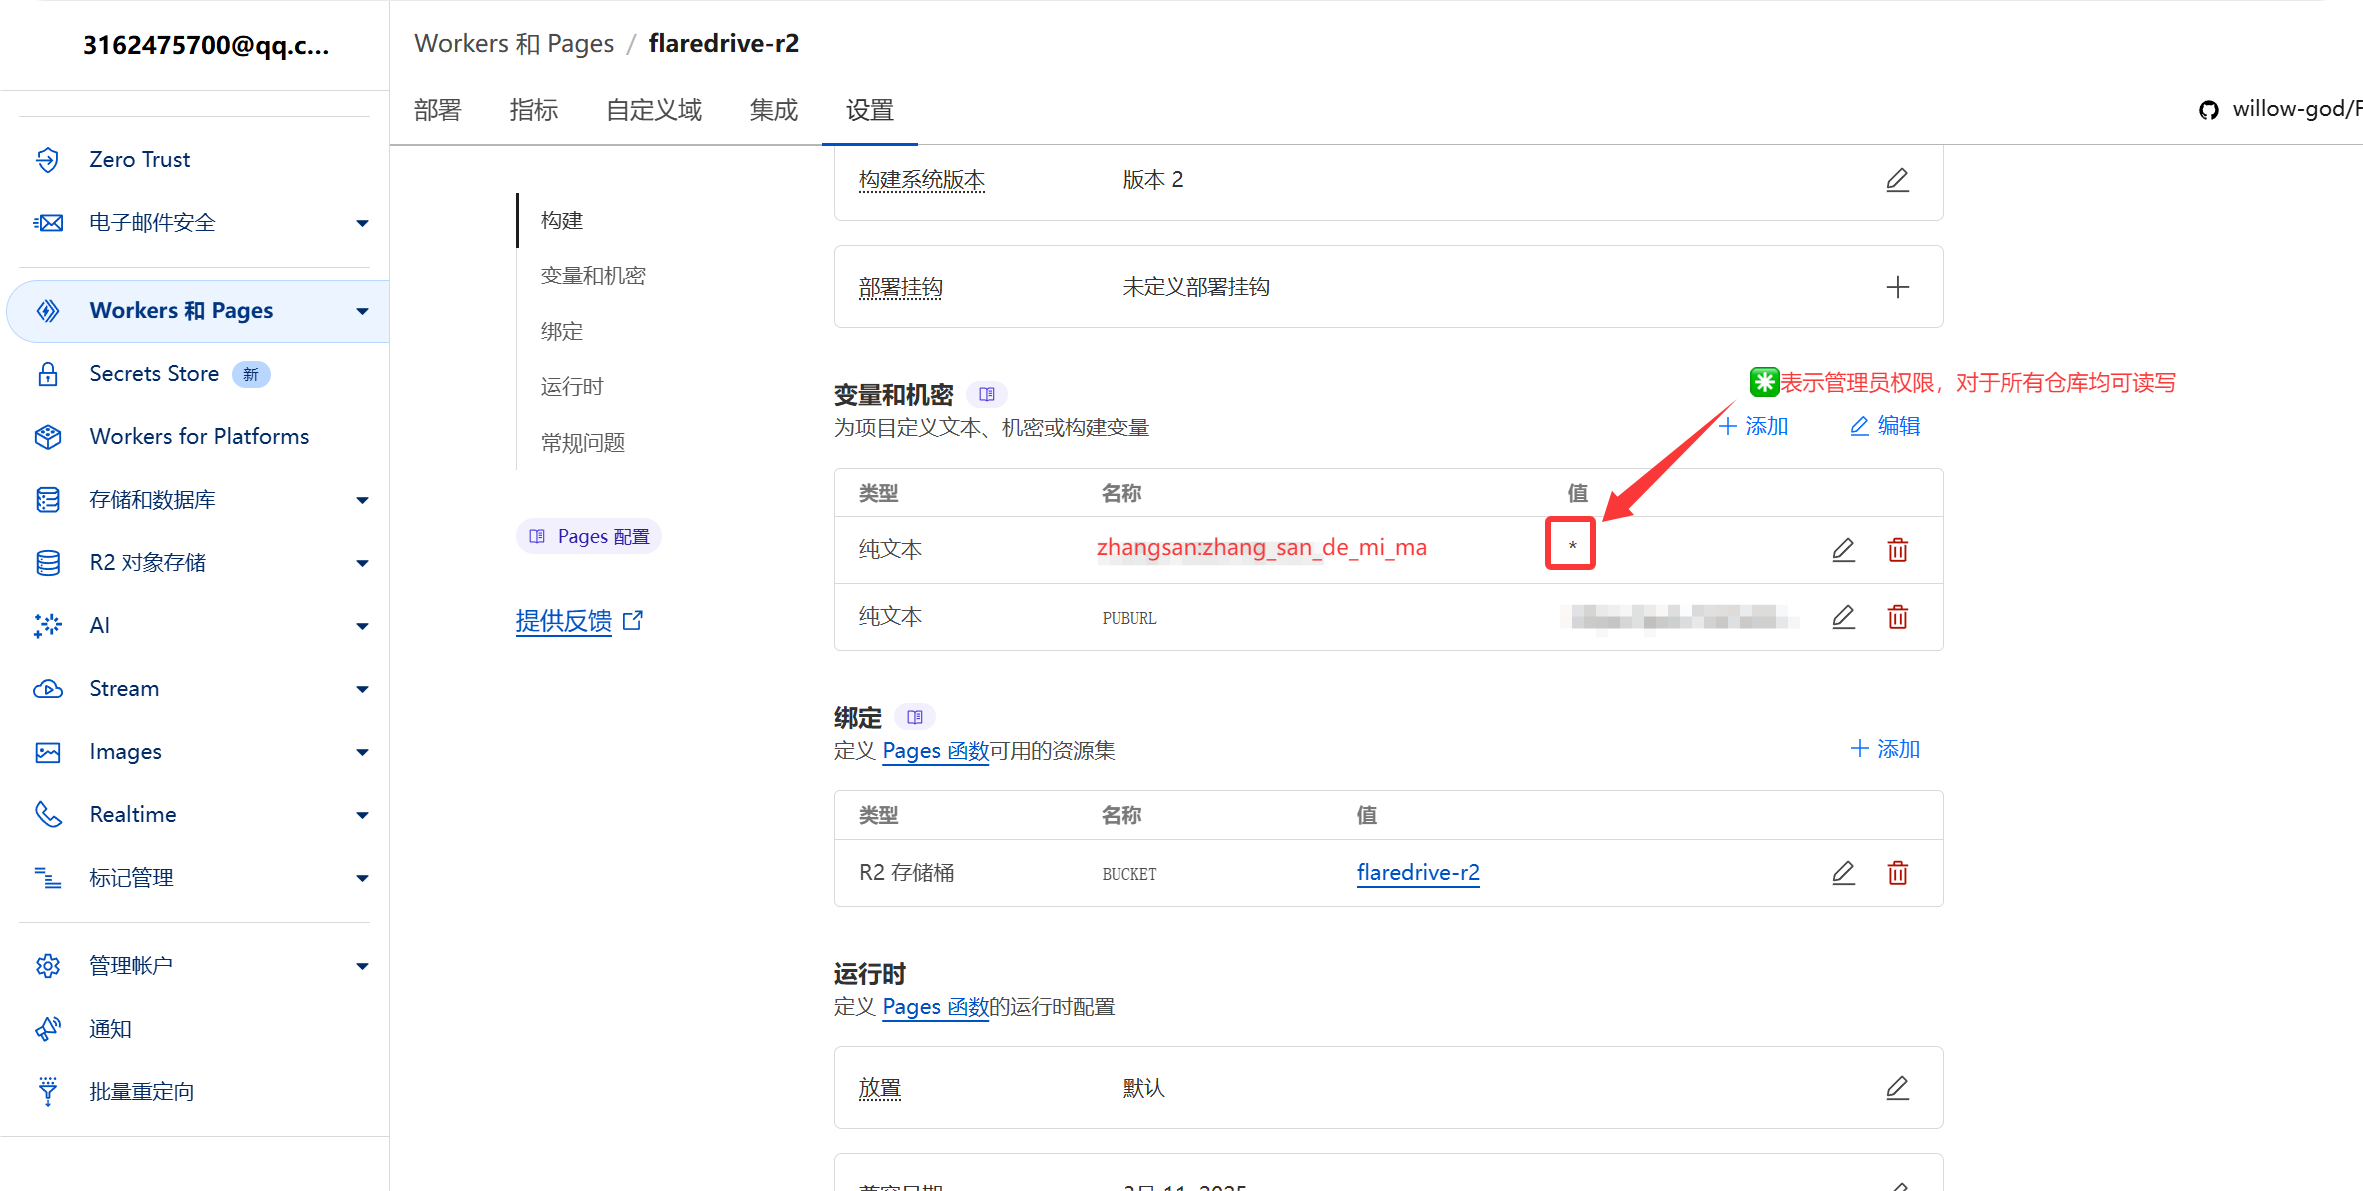 3162475700@qq.c...
Workers 和 Pages / flaredrive-r2
部署 指标 自定义域 集成 设置
willow-god/F
Zero Trust
电子邮件安全
Workers 和 Pages
Secrets Store 新
Workers for Platforms
存储和数据库
R2 对象存储
AI
Stream
Images
Realtime
标记管理
管理帐户
通知
批量重定向
构建
变量和机密
绑定
运行时
常规问题
Pages 配置
提供反馈
构建系统版本 版本 2
部署挂钩 未定义部署挂钩
表示管理员权限，对于所有仓库均可读写
变量和机密
为项目定义文本、机密或构建变量
添加 编辑
类型 名称 值
纯文本 zhangsan:zhang_san_de_mi_ma *
纯文本 PUBURL
绑定
定义 Pages 函数可用的资源集
添加
类型 名称 值
R2 存储桶 BUCKET flaredrive-r2
运行时
定义 Pages 函数的运行时配置
放置 默认